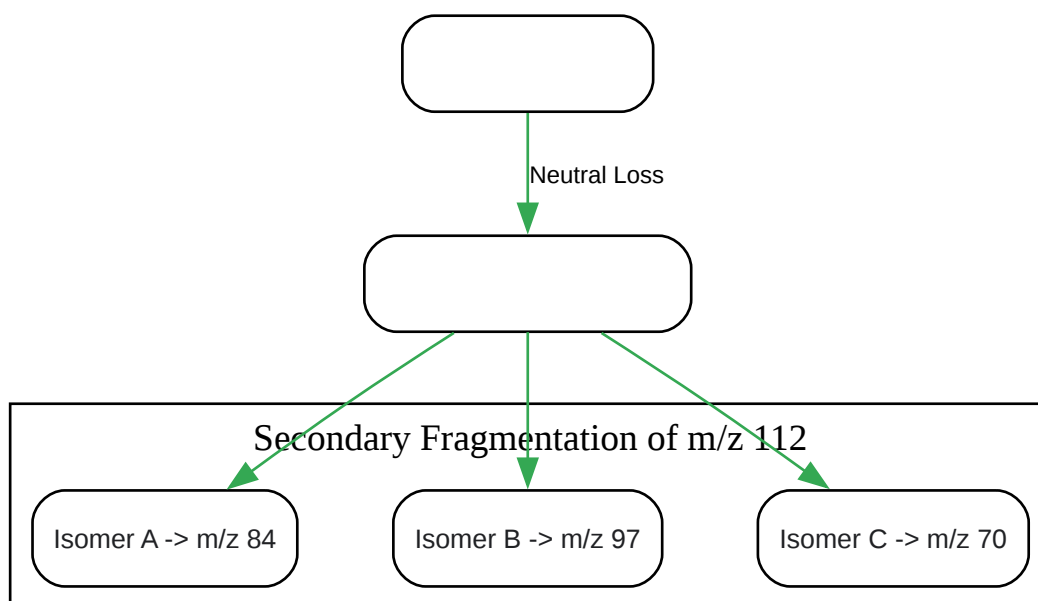 Neutral Loss
Secondary Fragmentation of m/z 112
Isomer A -> m/z 84
Isomer B -> m/z 97
Isomer C -> m/z 70